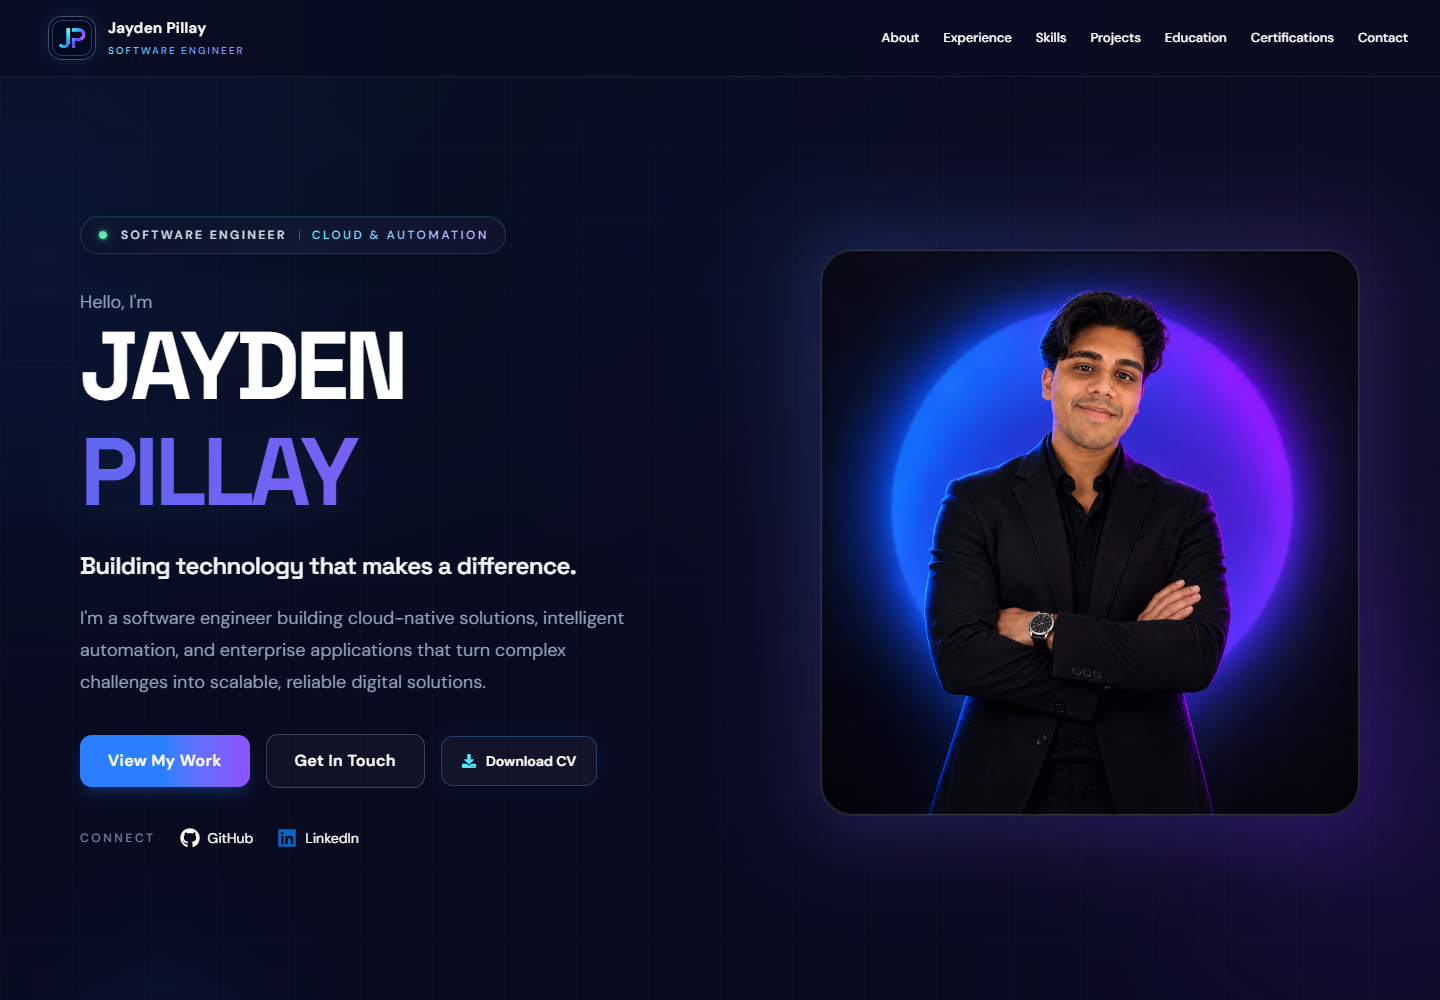 JP
Jayden Pillay
SOFTWARE ENGINEER
About Experience Skills Projects Education Certifications Contact
SOFTWARE ENGINEER | CLOUD & AUTOMATION
Hello, I'm
JAYDEN
PILLAY
Building technology that makes a difference.
I'm a software engineer building cloud-native solutions, intelligent
automation, and enterprise applications that turn complex
challenges into scalable, reliable digital solutions.
View My Work Get In Touch Download CV
CONNECT GitHub LinkedIn